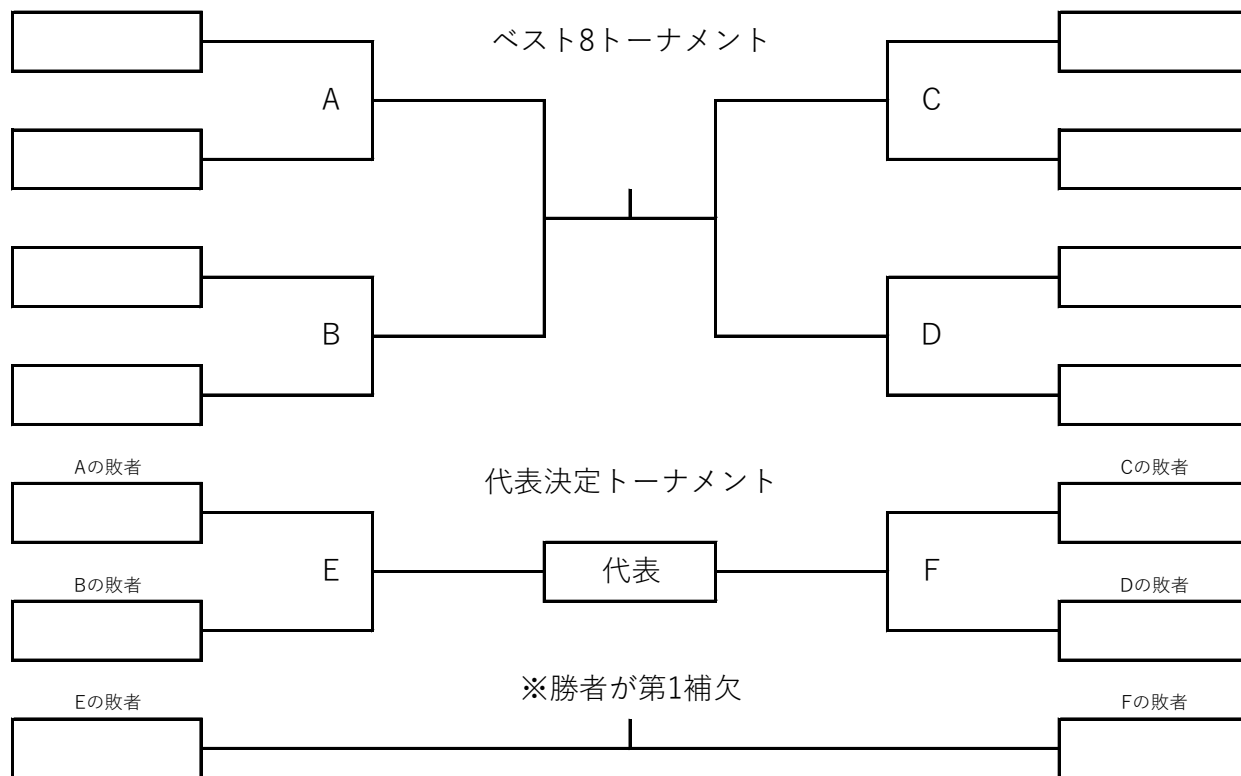 ベスト8トーナメント
A
C
B
D
Aの敗者
代表決定トーナメント
Cの敗者
E
代表
F
Bの敗者
Dの敗者
※勝者が第1補欠
Eの敗者
Fの敗者